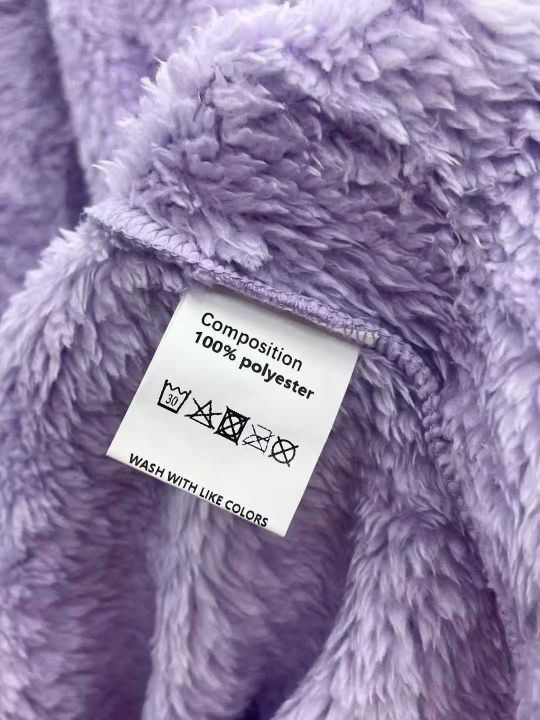 Composition
100% polyester
30
WASH WITH LIKE COLORS